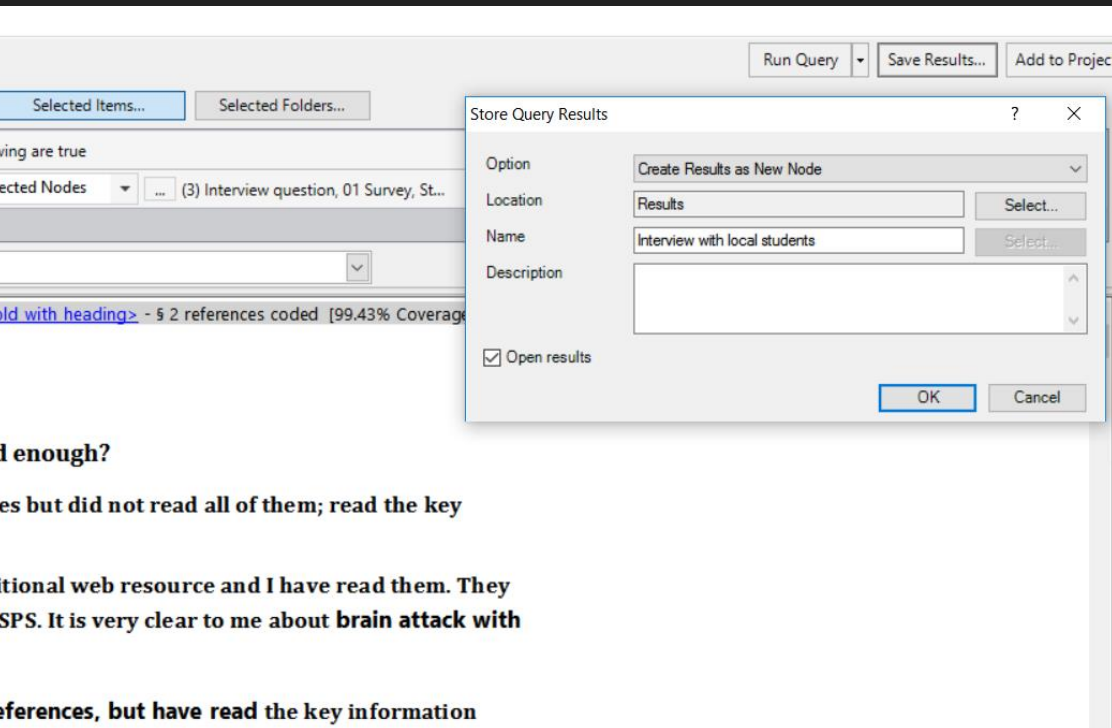 Run Query
Save Results...
Add to Projec
Selected Items...
Selected Folders...
Store Query Results
?
wing are true
Option
Create Results as New Node
ected Nodes
...
(3) Interview question, 01 Survey, St...
Location
Results
Select...
Name
Interview with local students
Select...
Description
old with heading> - § 2 references coded [99.43% Coverage
Open results
OK
Cancel
d enough?
es but did not read all of them; read the key
itional web resource and I have read them. They
SPS. It is very clear to me about brain attack with
eferences, but have read the key information